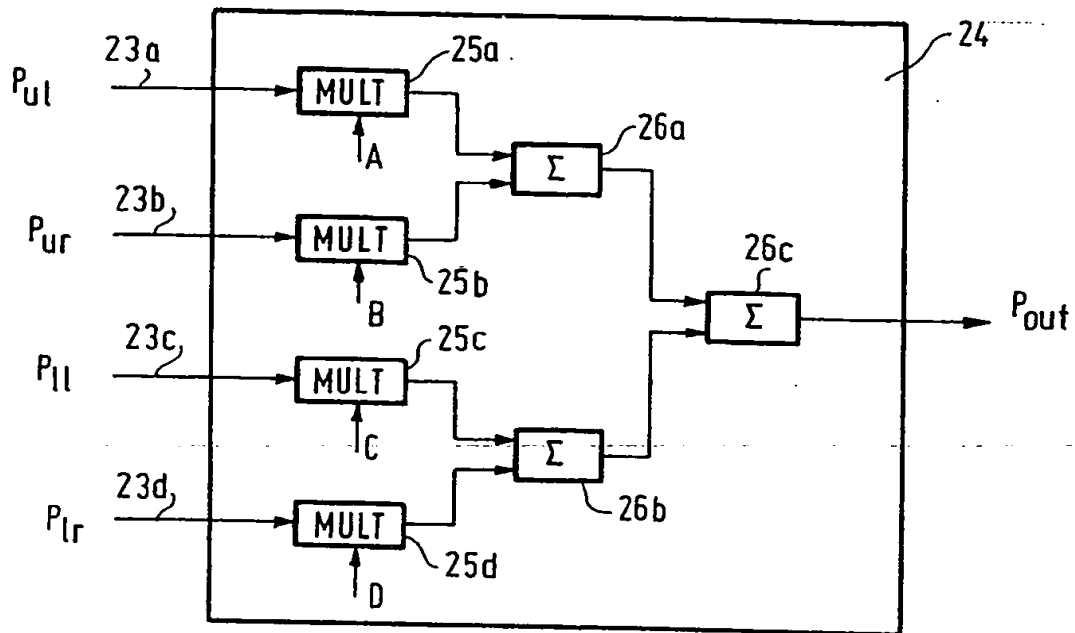 24
23a
25a
P_ul
MULT
A
26a
Σ
23b
P_ur
MULT
25b
B
26c
Σ
P_out
23c
25c
P_ll
MULT
C
Σ
26b
23d
P_lr
MULT
25d
D